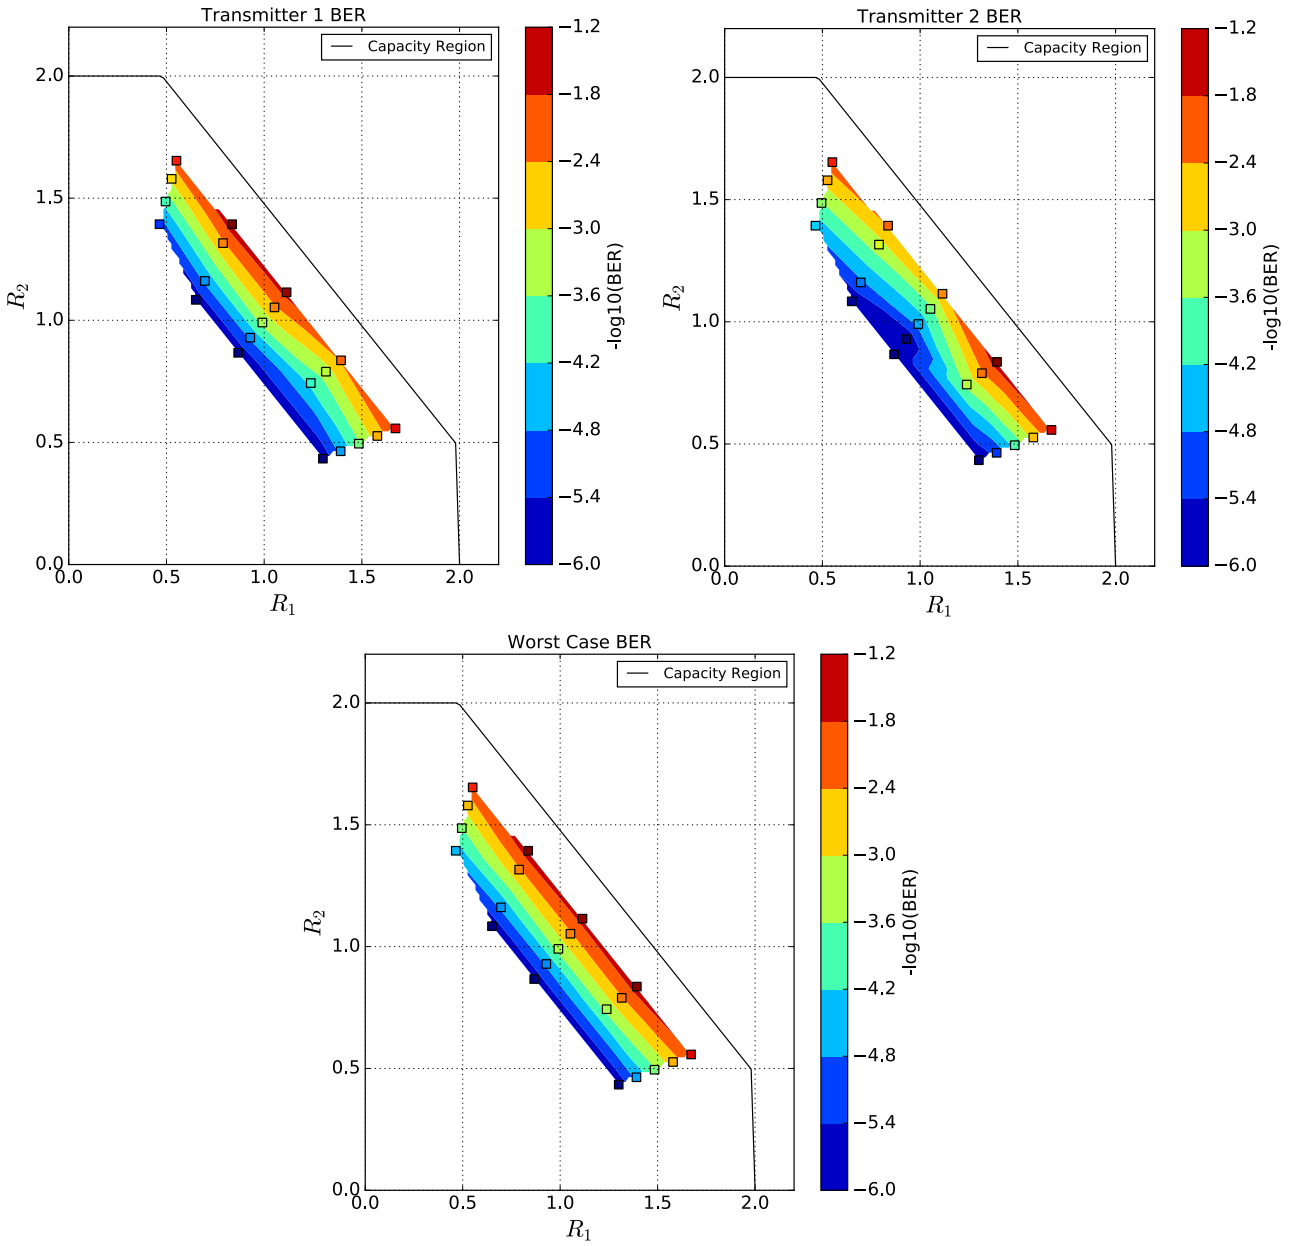 Transmitter 1 BER
Capacity Region
2.0
1.5
1.0
0.5
0.0
R₂
0.0 0.5 1.0 1.5 2.0
R₁
−1.2
−1.8
−2.4
−3.0
−3.6
−4.2
−4.8
−5.4
−6.0
-log10(BER)
Transmitter 2 BER
Capacity Region
2.0
1.5
1.0
0.5
0.0
R₂
0.0 0.5 1.0 1.5 2.0
R₁
−1.2
−1.8
−2.4
−3.0
−3.6
−4.2
−4.8
−5.4
−6.0
-log10(BER)
Worst Case BER
Capacity Region
2.0
1.5
1.0
0.5
0.0
R₂
0.0 0.5 1.0 1.5 2.0
R₁
−1.2
−1.8
−2.4
−3.0
−3.6
−4.2
−4.8
−5.4
−6.0
-log10(BER)